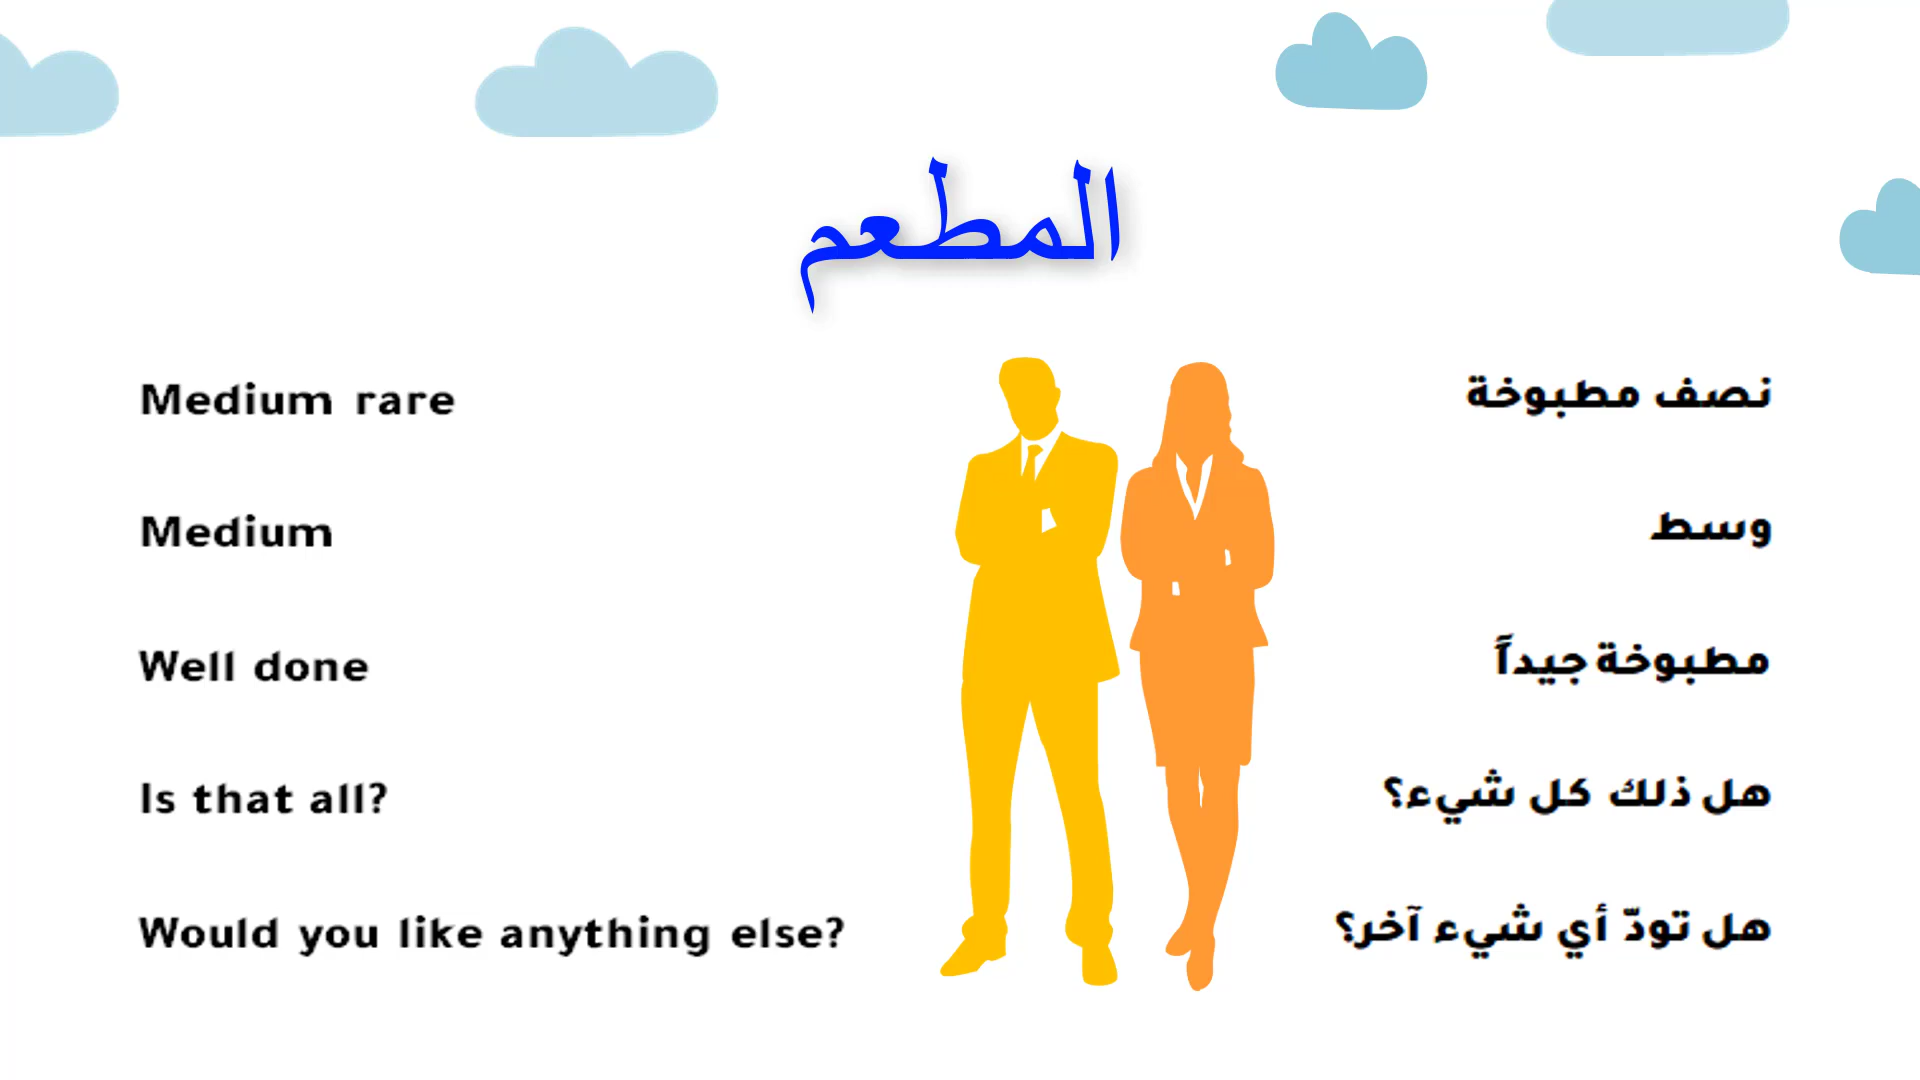 المطعم
Medium rare
نصف مطبوخة
Medium
وسط
Well done
مطبوخة جيداً
Is that all?
هل ذلك كل شيء؟
Would you like anything else?
هل تودّ أي شيء آخر؟